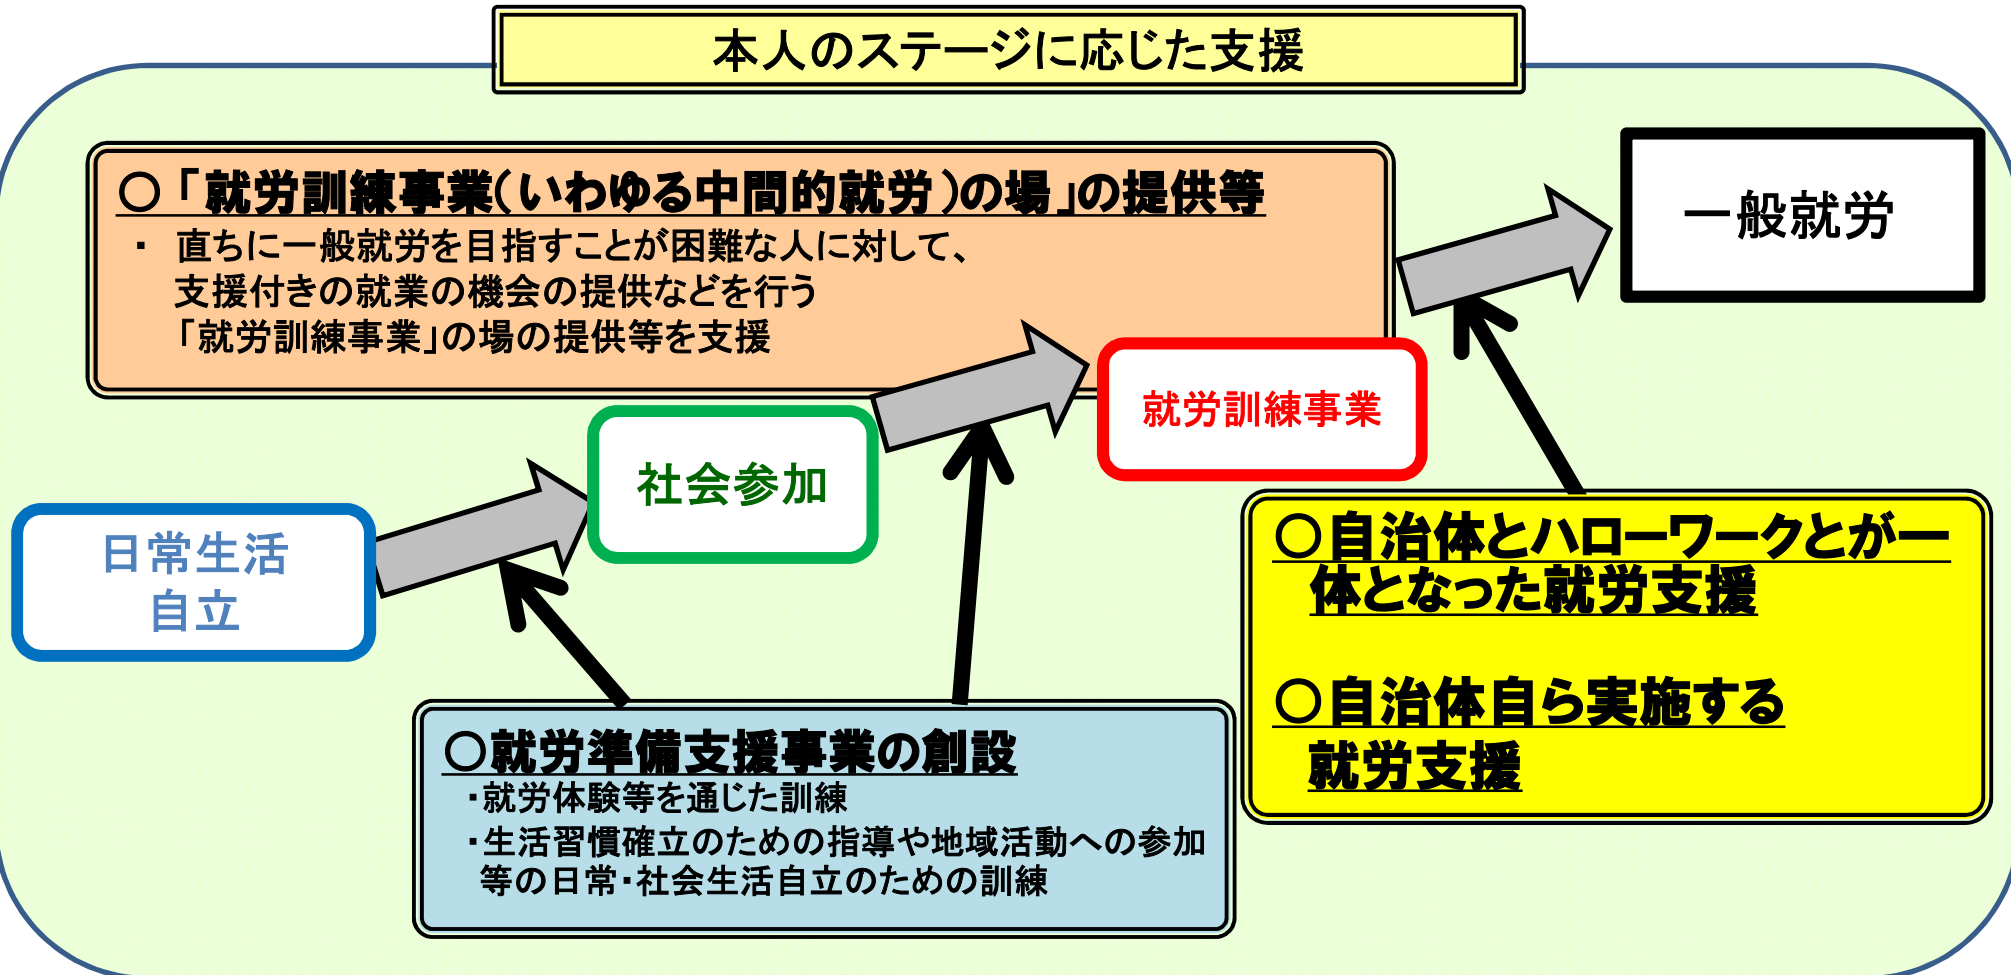 本人のステージに応じた支援
〇「就労訓練事業(いわゆる中間的就労)の場」の提供等
・ 直ちに一般就労を目指すことが困難な人に対して、
支援付きの就業の機会の提供などを行う
「就労訓練事業」の場の提供等を支援
一般就労
就労訓練事業
社会参加
日常生活
自立
〇自治体とハローワークとが一
体となった就労支援
〇自治体自ら実施する
就労支援
〇就労準備支援事業の創設
・就労体験等を通じた訓練
・生活習慣確立のための指導や地域活動への参加
等の日常・社会生活自立のための訓練